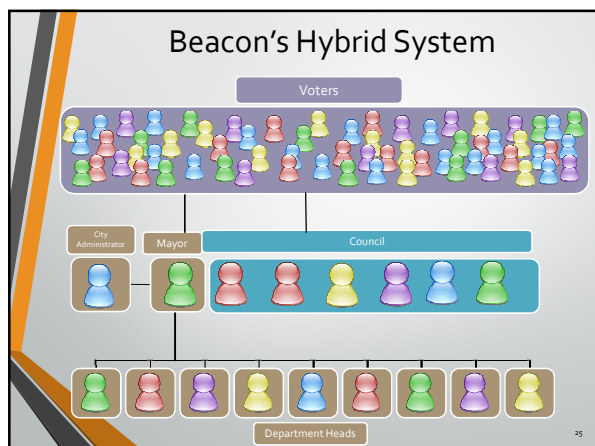 Beacon's Hybrid System
Voters
City
Administrator
Mayor
Council
Department Heads
25